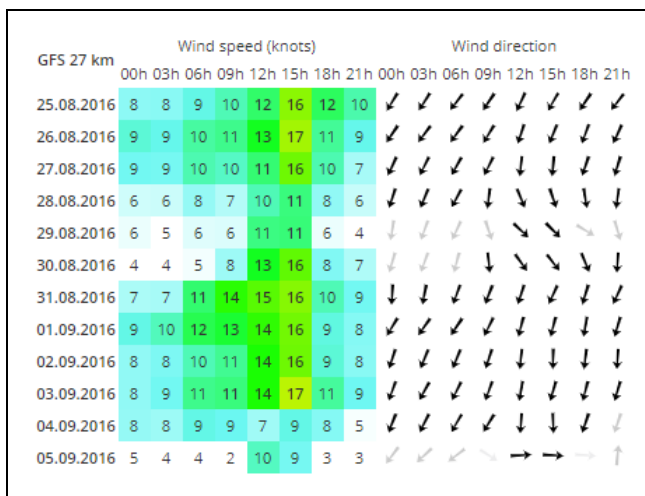 Wind speed (knots) Wind direction
GFS 27 km
00h 03h 06h 09h 12h 15h 18h 21h 00h 03h 06h 09h 12h 15h 18h 21h
25.08.2016 8 8 9 10 12 16 12 10
26.08.2016 9 9 10 11 13 17 11 9
27.08.2016 9 9 10 10 11 16 10 7
28.08.2016 6 6 8 7 10 11 8 6
29.08.2016 6 5 6 6 11 11 6 4
30.08.2016 4 4 5 8 13 16 8 7
31.08.2016 7 7 11 14 15 16 10 9
01.09.2016 9 10 12 13 14 16 9 8
02.09.2016 8 8 10 11 14 16 9 8
03.09.2016 8 9 11 11 14 17 11 9
04.09.2016 8 8 9 9 7 9 8 5
05.09.2016 5 4 4 2 10 9 3 3